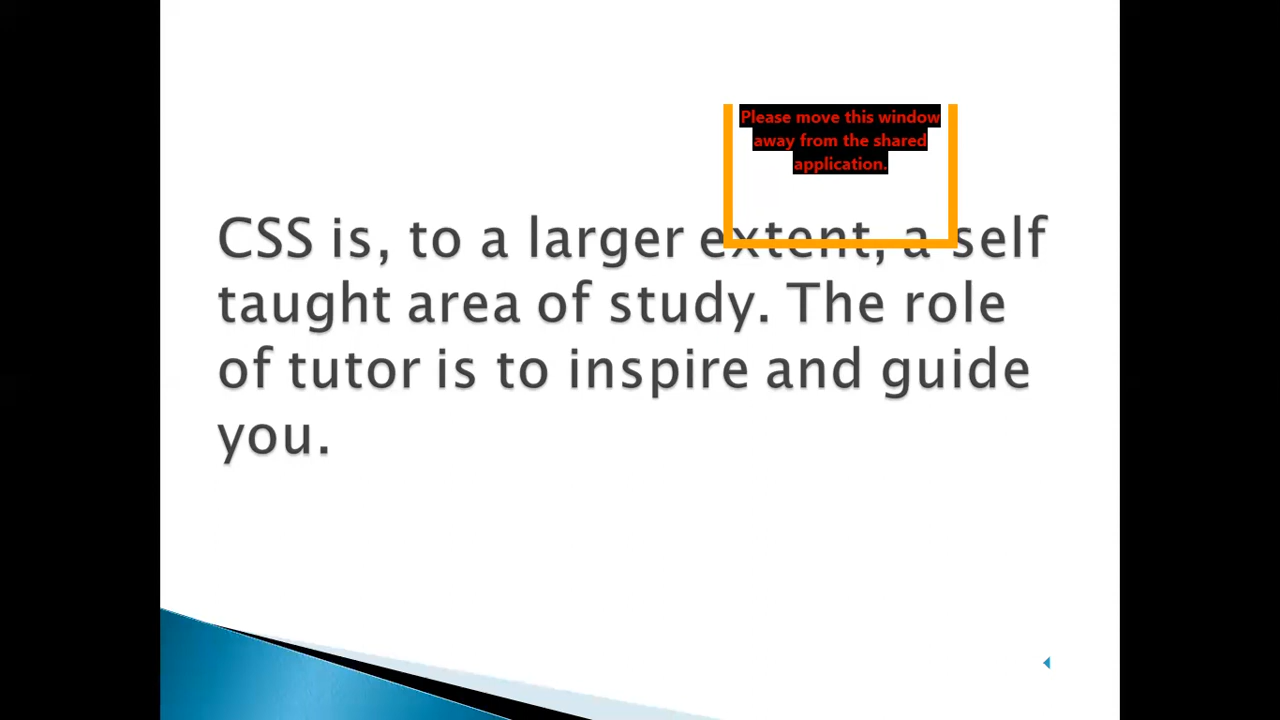 Please move this window
away from the shared
application.
CSS is, to a larger extent, a self
taught area of study. The role
of tutor is to inspire and guide
you.